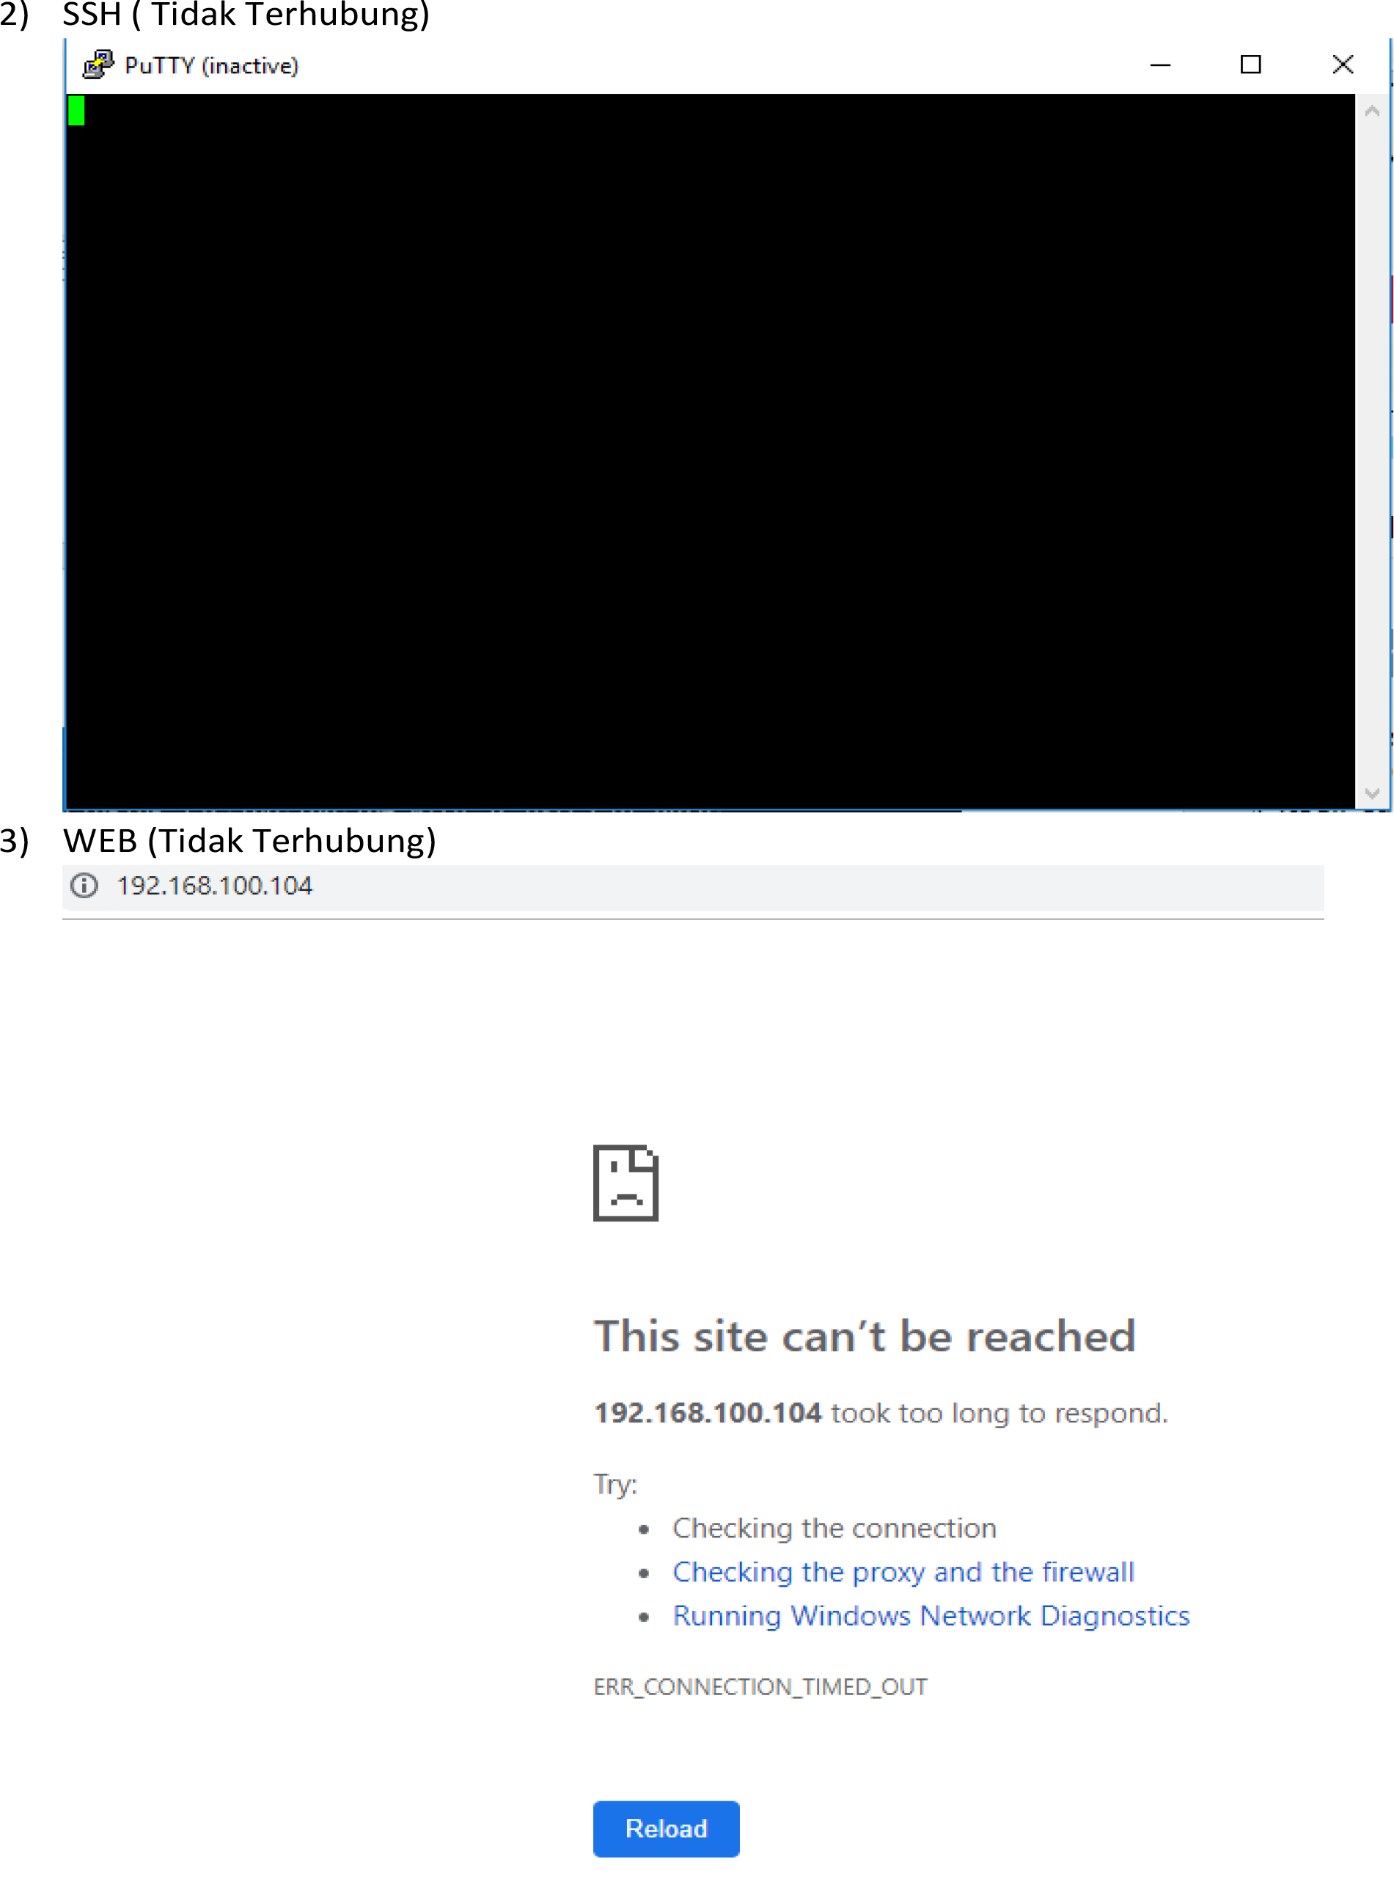 2) SSH ( Tidak Terhubung)
PuTTY (inactive)
3) WEB (Tidak Terhubung)
192.168.100.104
This site can’t be reached
192.168.100.104 took too long to respond.
Try:
• Checking the connection
• Checking the proxy and the firewall
• Running Windows Network Diagnostics
ERR_CONNECTION_TIMED_OUT
Reload